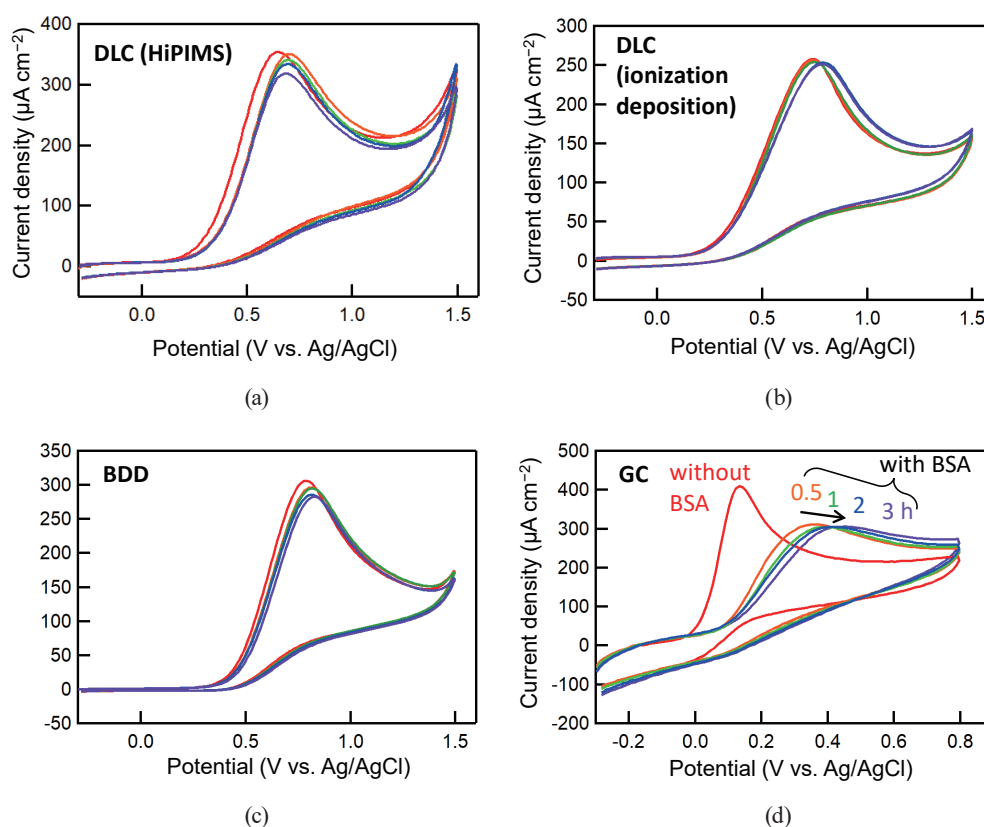 DLC (HiPIMS)
Current density (µA cm⁻²)
400
300
200
100
0
0.0 0.5 1.0 1.5
Potential (V vs. Ag/AgCl)
(a)
DLC
(ionization
deposition)
Current density (µA cm⁻²)
300
250
200
150
100
50
0
-50
0.0 0.5 1.0 1.5
Potential (V vs. Ag/AgCl)
(b)
BDD
Current density (µA cm⁻²)
350
300
250
200
150
100
50
0
-50
0.0 0.5 1.0 1.5
Potential (V vs. Ag/AgCl)
(c)
GC
without
BSA
with BSA
0.5 1 2 3 h
Current density (µA cm⁻²)
500
400
300
200
100
0
-100
-200
-0.2 0.0 0.2 0.4 0.6 0.8
Potential (V vs. Ag/AgCl)
(d)